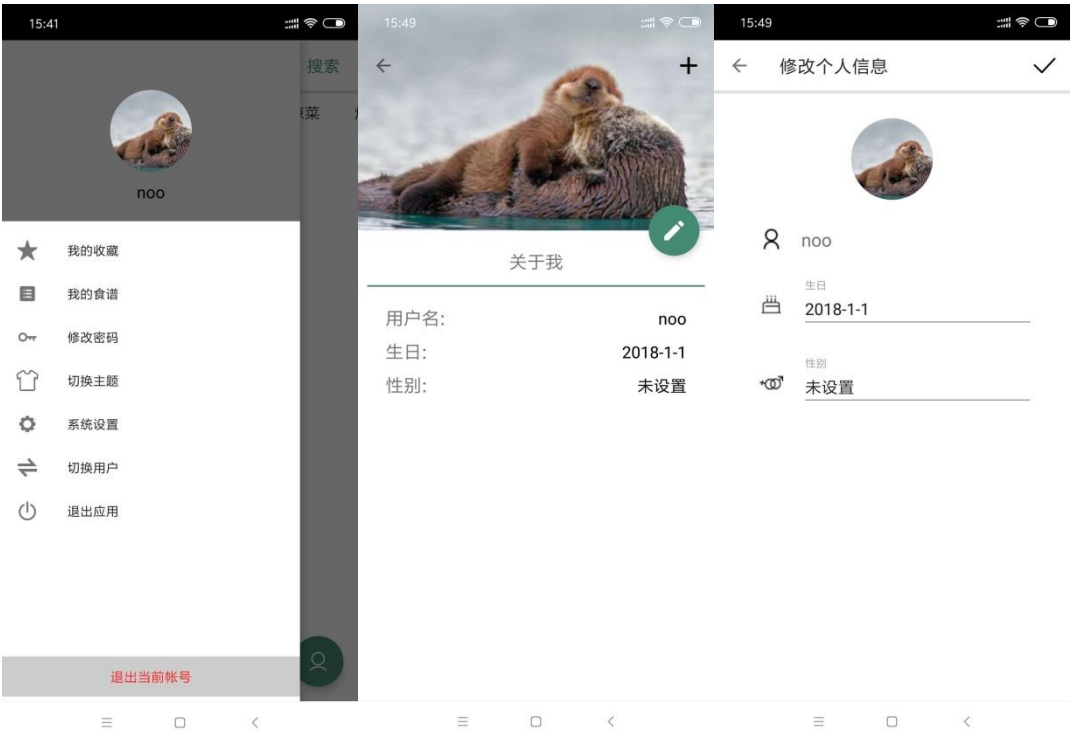 15:41
搜索
菜
noo
我的收藏
我的食谱
修改密码
切换主题
系统设置
切换用户
退出应用
退出当前帐号
15:49
关于我
用户名: noo
生日: 2018-1-1
性别: 未设置
15:49
修改个人信息
noo
生日
2018-1-1
性别
未设置